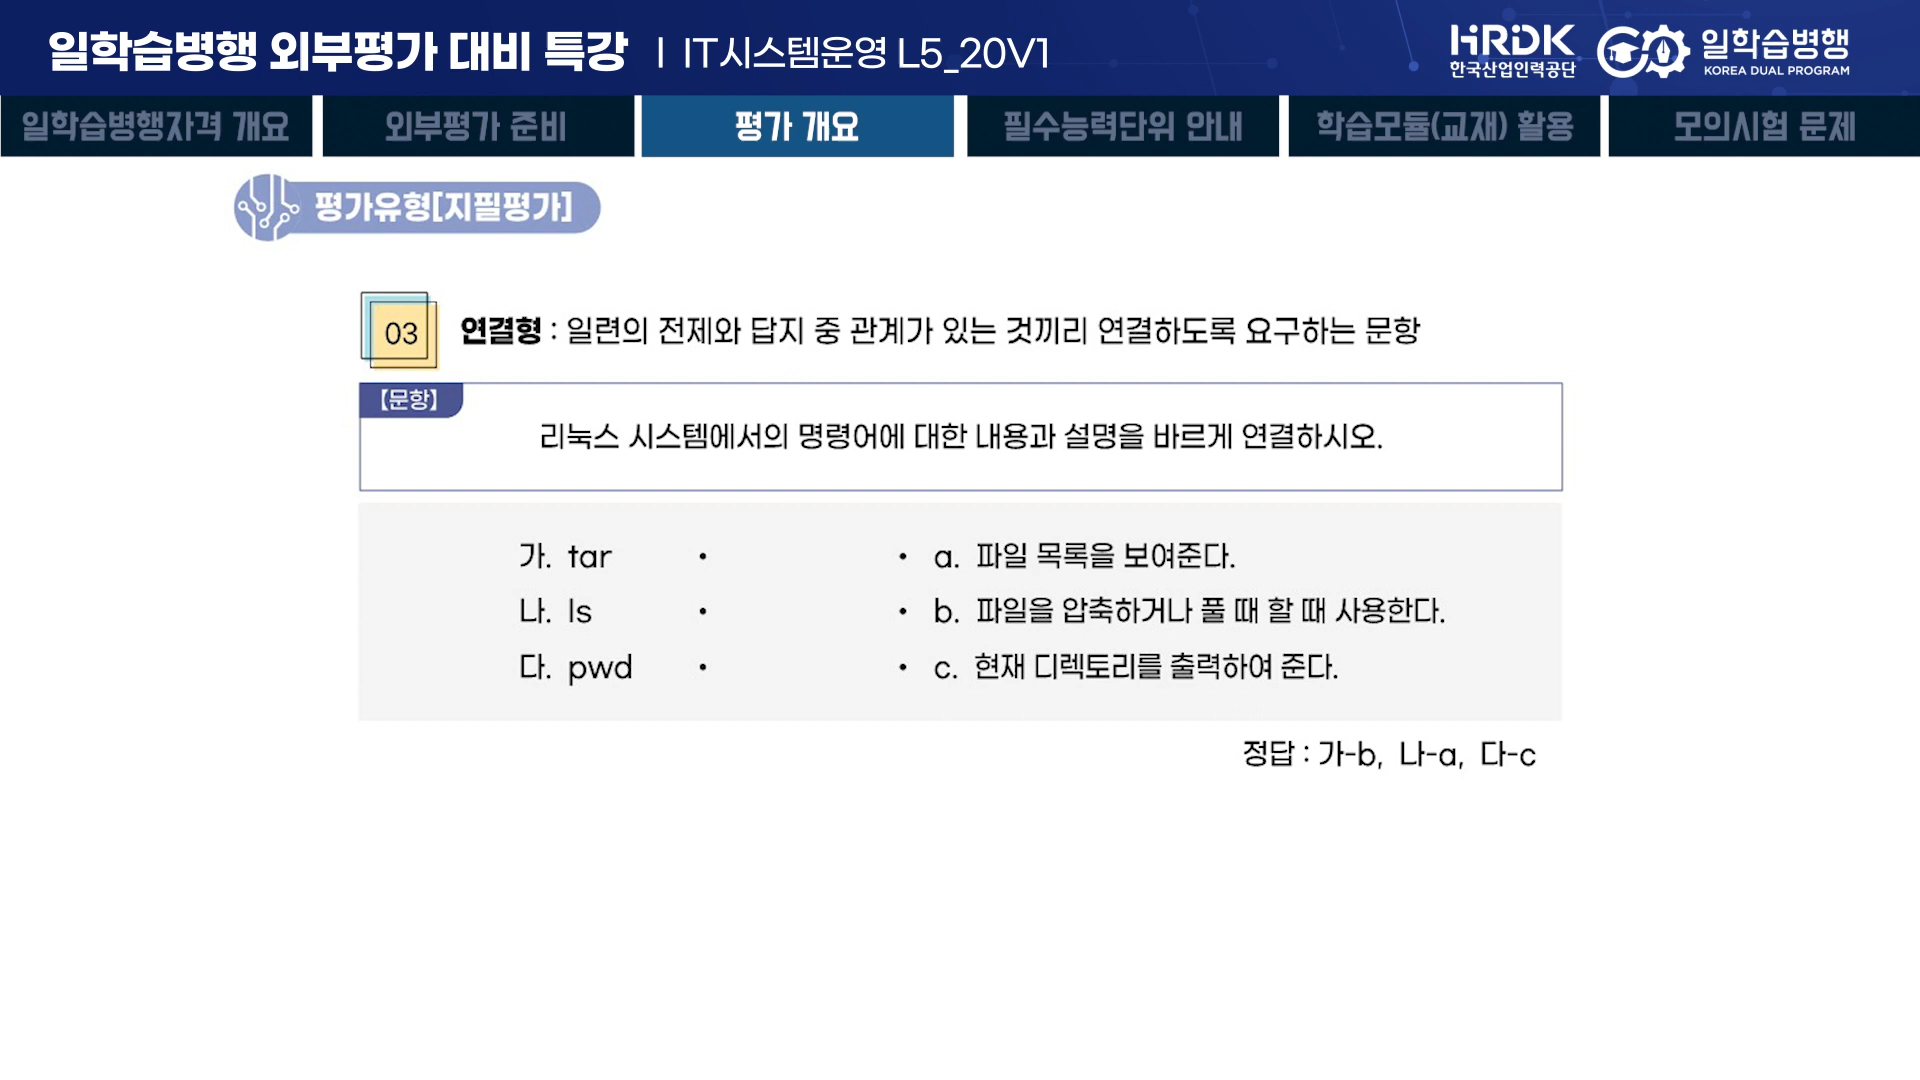 일학습병행 외부평가 대비 특강 | IT시스템운영 L5_20V1
HRDK
한국산업인력공단
일학습병행
KOREA DUAL PROGRAM
일학습병행자격 개요
외부평가 준비
평가 개요
필수능력단위 안내
학습모듈(교재) 활용
모의시험 문제
평가유형[지필평가]
03 연결형 : 일련의 전제와 답지 중 관계가 있는 것끼리 연결하도록 요구하는 문항
【문항】
리눅스 시스템에서의 명령어에 대한 내용과 설명을 바르게 연결하시오.
가. tar • • a. 파일 목록을 보여준다.
나. ls • • b. 파일을 압축하거나 풀 때 할 때 사용한다.
다. pwd • • c. 현재 디렉토리를 출력하여 준다.
정답 : 가-b, 나-a, 다-c